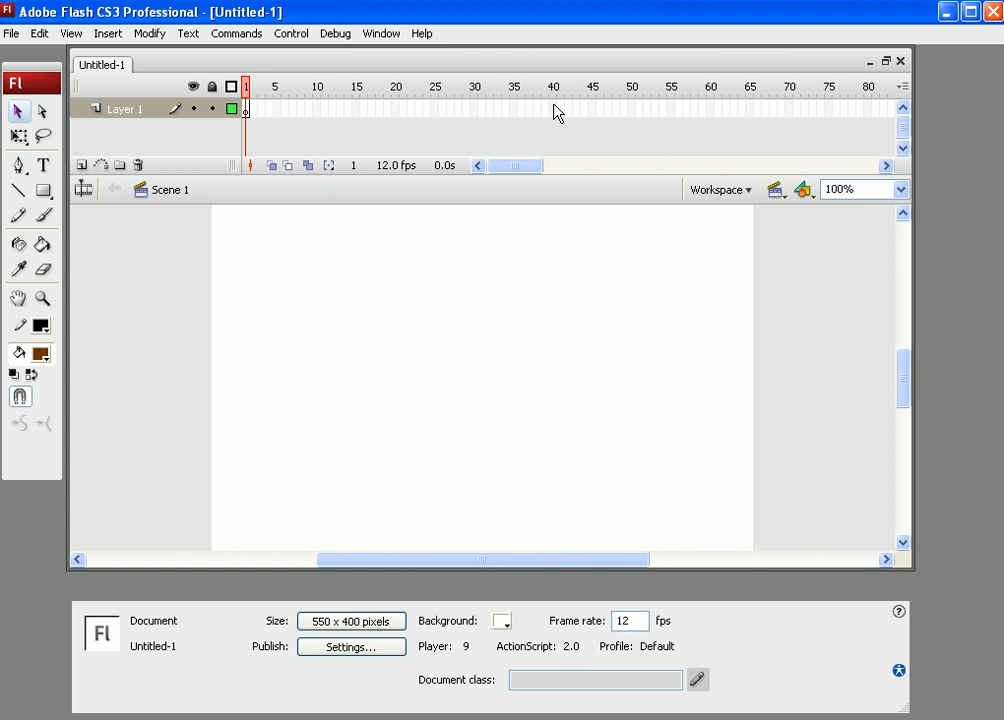 Fl Adobe Flash CS3 Professional - [Untitled-1]
File Edit View Insert Modify Text Commands Control Debug Window Help
Untitled-1
Fl
1 5 10 15 20 25 30 35 40 45 50 55 60 65 70 75 80
Layer 1
1 12.0 fps 0.0s
Scene 1 Workspace 100%
Fl
Document Size: 550 x 400 pixels Background: Frame rate: 12 fps
Untitled-1 Publish: Settings... Player: 9 ActionScript: 2.0 Profile: Default
Document class: